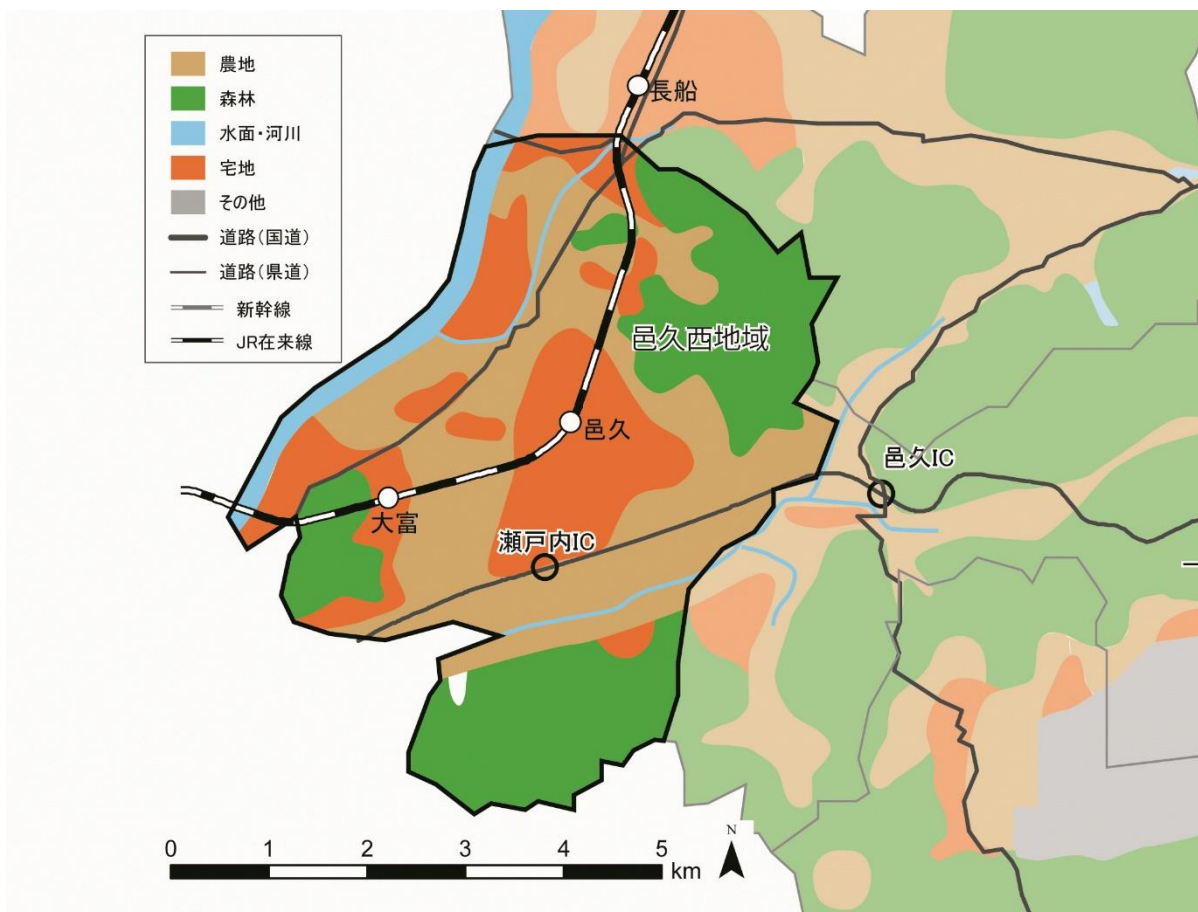 農地
森林
水面・河川
宅地
その他
道路(国道)
道路(県道)
新幹線
JR在来線
長船
邑久西地域
邑久
邑久IC
大富
瀬戸内IC
0 1 2 3 4 5
km
N